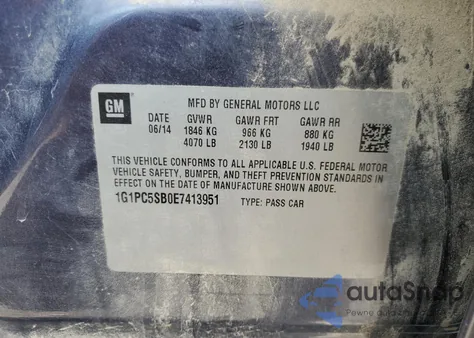 GM
MFD BY GENERAL MOTORS LLC
DATE GVWR GAWR FRT GAWR RR
06/14 1846 KG 966 KG 880 KG
4070 LB 2130 LB 1940 LB
THIS VEHICLE CONFORMS TO ALL APPLICABLE U.S. FEDERAL MOTOR
VEHICLE SAFETY, BUMPER, AND THEFT PREVENTION STANDARDS IN
EFFECT ON THE DATE OF MANUFACTURE SHOWN ABOVE.
1G1PC5SB0E7413951 TYPE: PASS CAR
autoSnap
Pewne auto